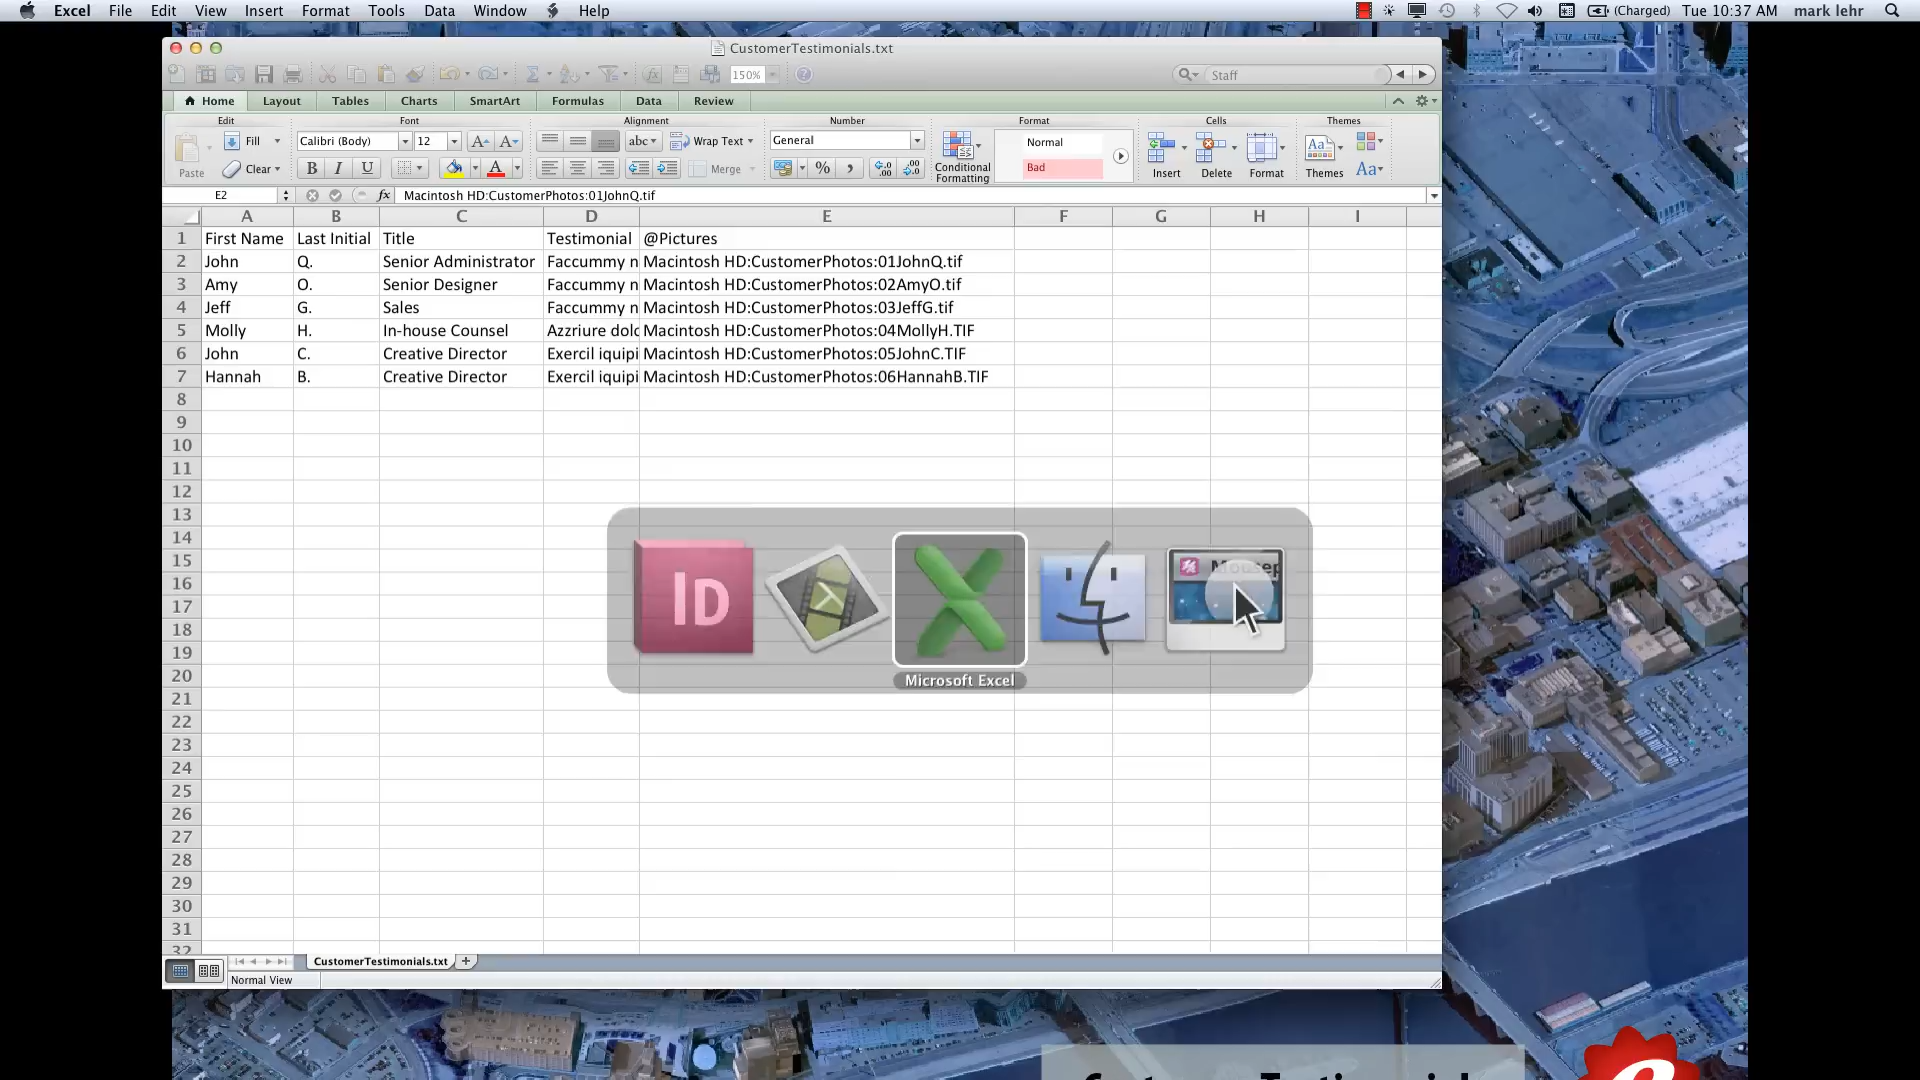 Excel File Edit View Insert Format Tools Data Window Help (Charged) Tue 10:37 AM mark lehr
CustomerTestimonials.txt
150% Staff
Home Layout Tables Charts SmartArt Formulas Data Review
Edit Font Alignment Number Format Cells Themes
Paste Fill Calibri (Body) 12 A A abc Wrap Text General Conditional Formatting Normal Insert Delete Format Themes
Clear B I U A Merge % , Bad Aa
E2 fx Macintosh HD:CustomerPhotos:01JohnQ.tif
A B C D E F G H I
1 First Name Last Initial Title Testimonial @Pictures
2 John Q. Senior Administrator Faccummy n Macintosh HD:CustomerPhotos:01JohnQ.tif
3 Amy O. Senior Designer Faccummy n Macintosh HD:CustomerPhotos:02AmyO.tif
4 Jeff G. Sales Faccummy n Macintosh HD:CustomerPhotos:03JeffG.tif
5 Molly H. In-house Counsel Azzriure dolo Macintosh HD:CustomerPhotos:04MollyH.TIF
6 John C. Creative Director Exercil iquipi Macintosh HD:CustomerPhotos:05JohnC.TIF
7 Hannah B. Creative Director Exercil iquipi Macintosh HD:CustomerPhotos:06HannahB.TIF
8
9
10
11
12
13
14
15
16
17
18
19
20
21
22
23
24
25
26
27
28
29
30
31
32
ID
Microsoft Excel
CustomerTestimonials.txt
Normal View